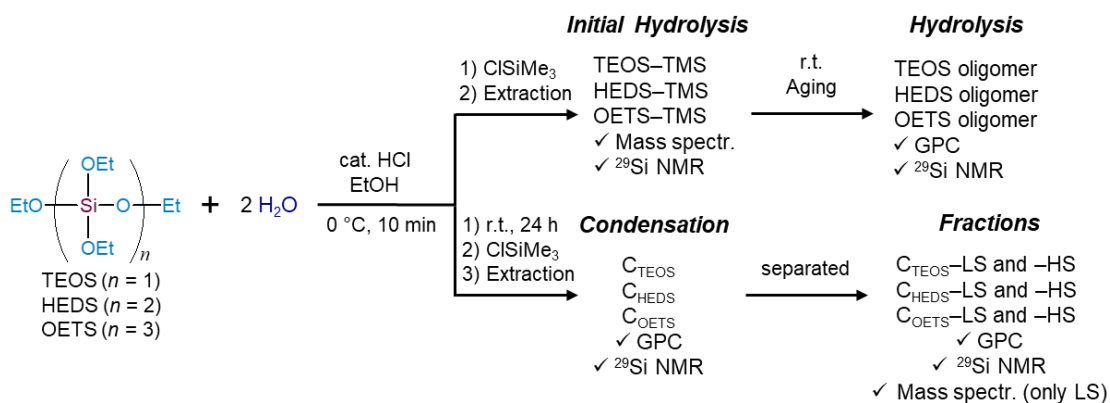 Initial Hydrolysis
1) ClSiMe3
2) Extraction
TEOS–TMS
HEDS–TMS
OETS–TMS
✓ Mass spectr.
✓ 29Si NMR
r.t.
Aging
Hydrolysis
TEOS oligomer
HEDS oligomer
OETS oligomer
✓ GPC
✓ 29Si NMR
EtO
OEt
Si
O
Et
OEt
n
+ 2 H2O
cat. HCl
EtOH
0 °C, 10 min
TEOS (n = 1)
HEDS (n = 2)
OETS (n = 3)
1) r.t., 24 h
2) ClSiMe3
3) Extraction
Condensation
CTEOS
CHEDS
COETS
✓ GPC
✓ 29Si NMR
separated
Fractions
CTEOS–LS and –HS
CHEDS–LS and –HS
COETS–LS and –HS
✓ GPC
✓ 29Si NMR
✓ Mass spectr. (only LS)